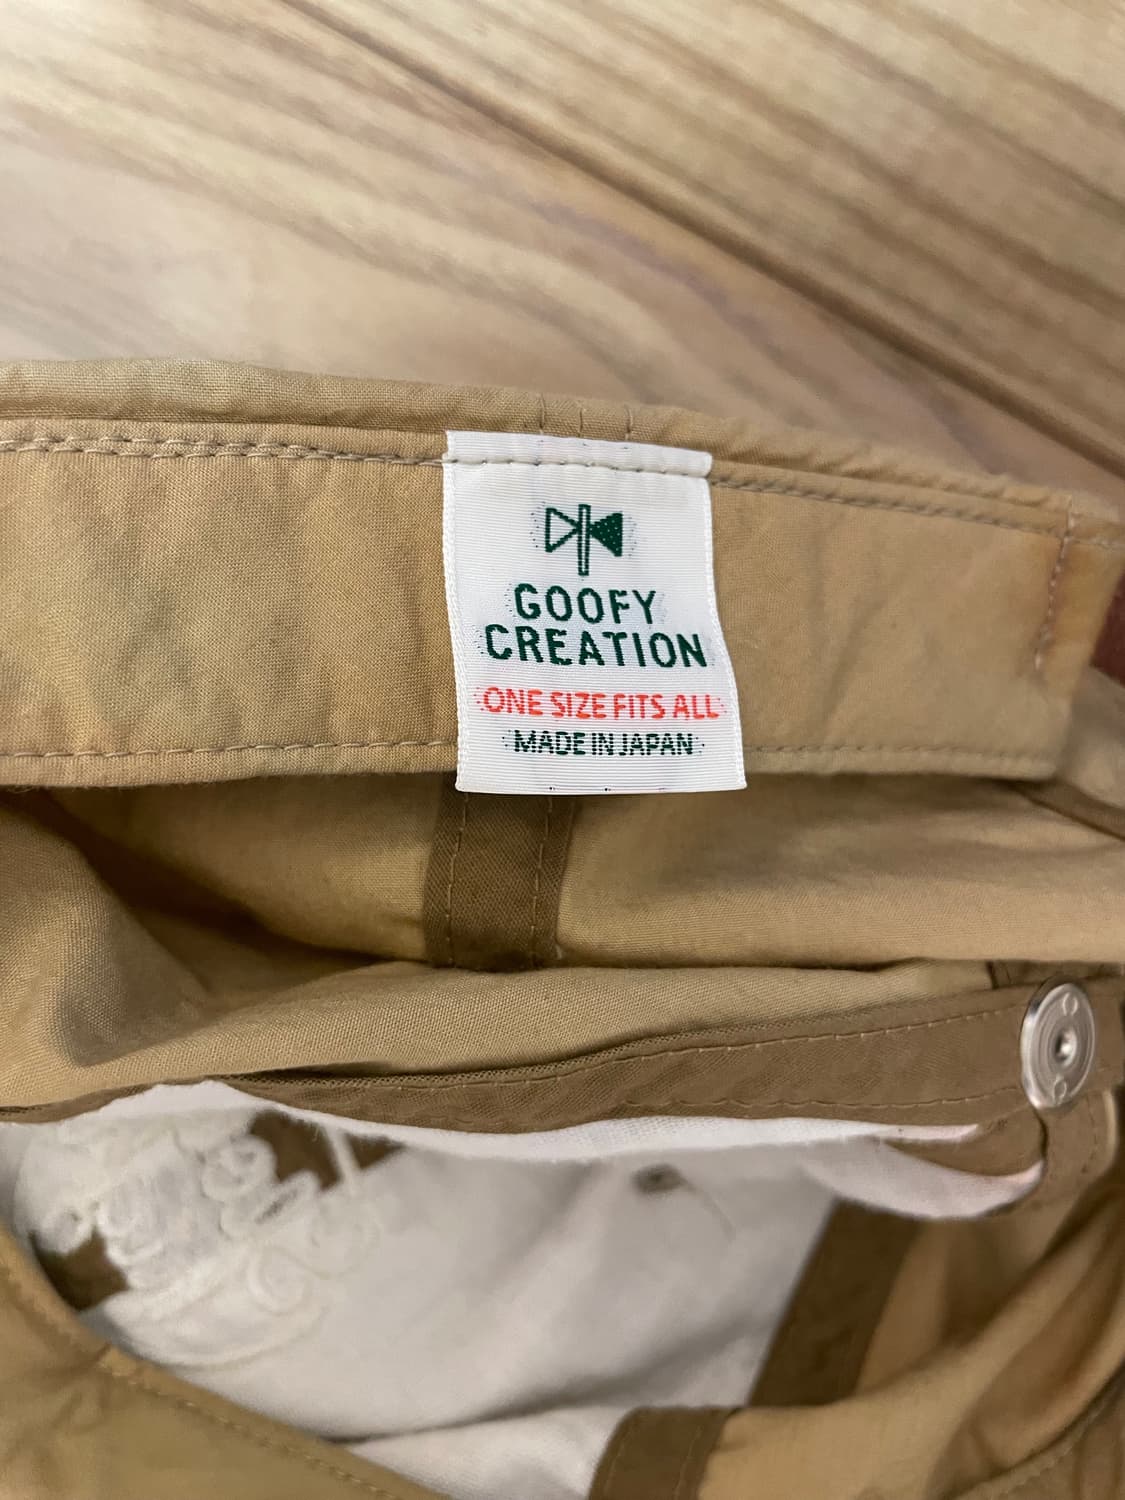 GOOFY
CREATION
ONE SIZE FITS ALL
MADE IN JAPAN